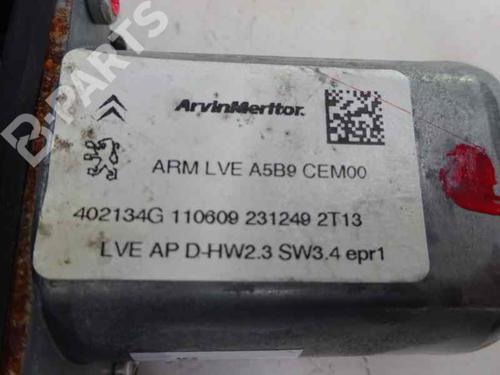 B-PARTS
ArvinMeritor.
ARM LVE A5B9 CEM00
402134G 110609 231249 2T13
LVE AP D-HW2.3 SW3.4 epr1